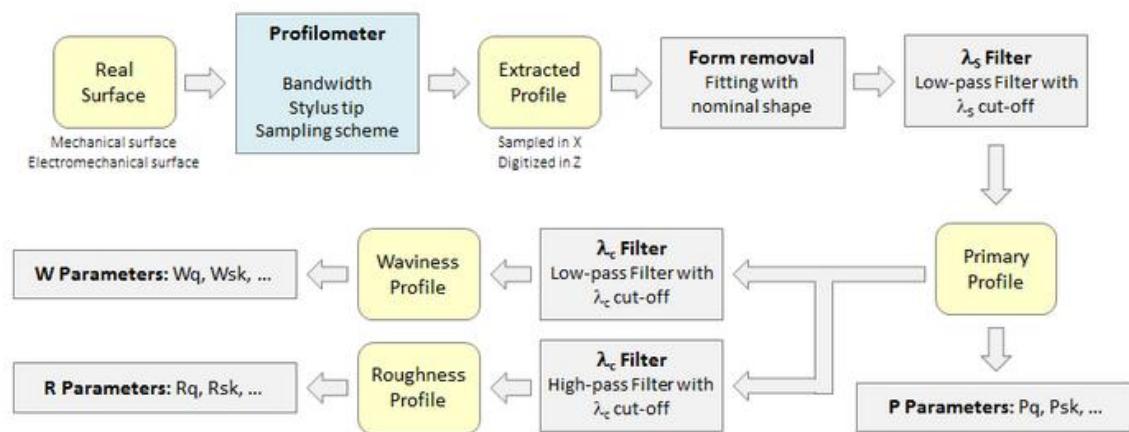 Real
Surface
Mechanical surface
Electromechanical surface
Profilometer
Bandwidth
Stylus tip
Sampling scheme
Extracted
Profile
Sampled in X
Digitized in Z
Form removal
Fitting with
nominal shape
λs Filter
Low-pass Filter with
λs cut-off
Primary
Profile
λc Filter
Low-pass Filter with
λc cut-off
Waviness
Profile
W Parameters: Wq, Wsk, ...
λc Filter
High-pass Filter with
λc cut-off
Roughness
Profile
R Parameters: Rq, Rsk, ...
P Parameters: Pq, Psk, ...